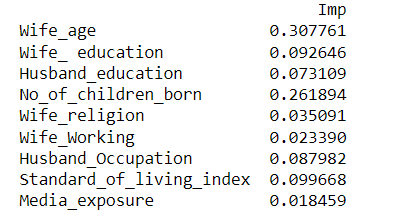 Imp
Wife_age 0.307761
Wife_ education 0.092646
Husband_education 0.073109
No_of_children_born 0.261894
Wife_religion 0.035091
Wife_Working 0.023390
Husband_Occupation 0.087982
Standard_of_living_index 0.099668
Media_exposure 0.018459